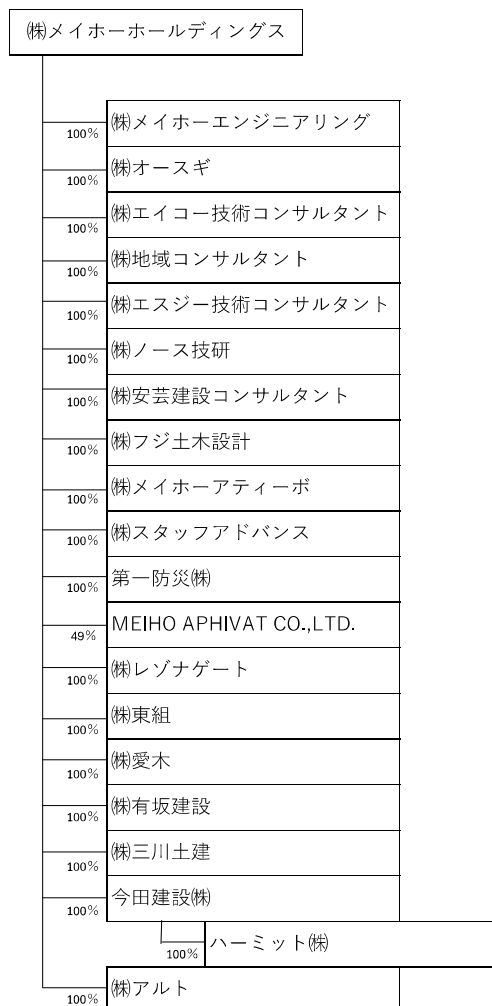 ㈱メイホーホールディングス
㈱メイホーエンジニアリング
100%
㈱オースギ
100%
㈱エイコー技術コンサルタント
100%
㈱地域コンサルタント
100%
㈱エスジー技術コンサルタント
100%
㈱ノース技研
100%
㈱安芸建設コンサルタント
100%
㈱フジ土木設計
100%
㈱メイホーアティーボ
100%
㈱スタッフアドバンス
100%
第一防災㈱
100%
MEIHO APHIVAT CO.,LTD.
49%
㈱レゾナゲート
100%
㈱東組
100%
㈱愛木
100%
㈱有坂建設
100%
㈱三川土建
100%
今田建設㈱
100%
ハーミット㈱
100%
㈱アルト
100%